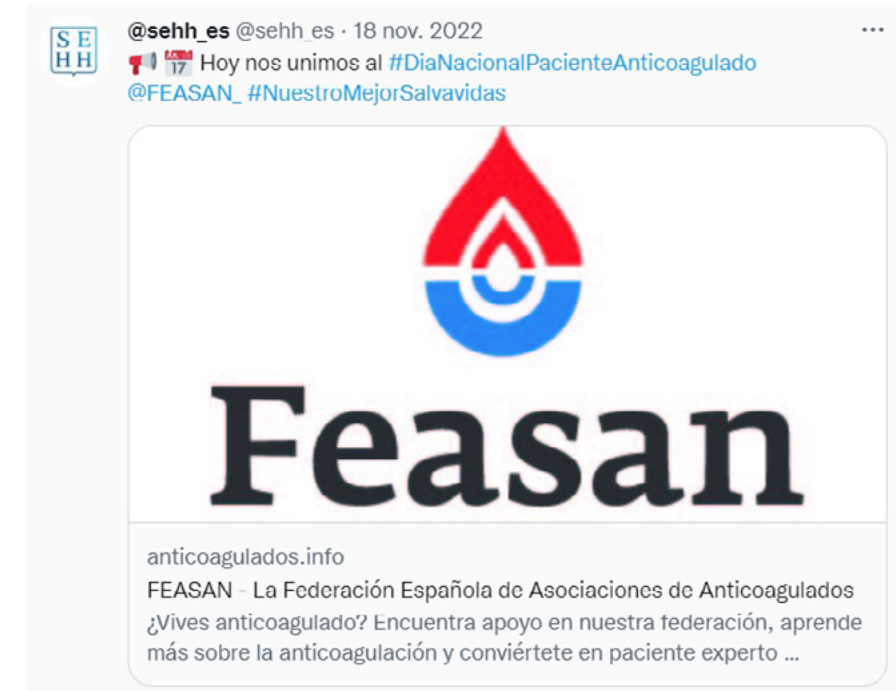 SE
HH
@sehh_es @sehh_es · 18 nov. 2022
📢 📅 Hoy nos unimos al #DiaNacionalPacienteAnticoagulado
@FEASAN_ #NuestroMejorSalvavidas
Feasan
anticoagulados.info
FEASAN - La Federación Española de Asociaciones de Anticoagulados
¿Vives anticoagulado? Encuentra apoyo en nuestra federación, aprende
más sobre la anticoagulación y conviértete en paciente experto ...